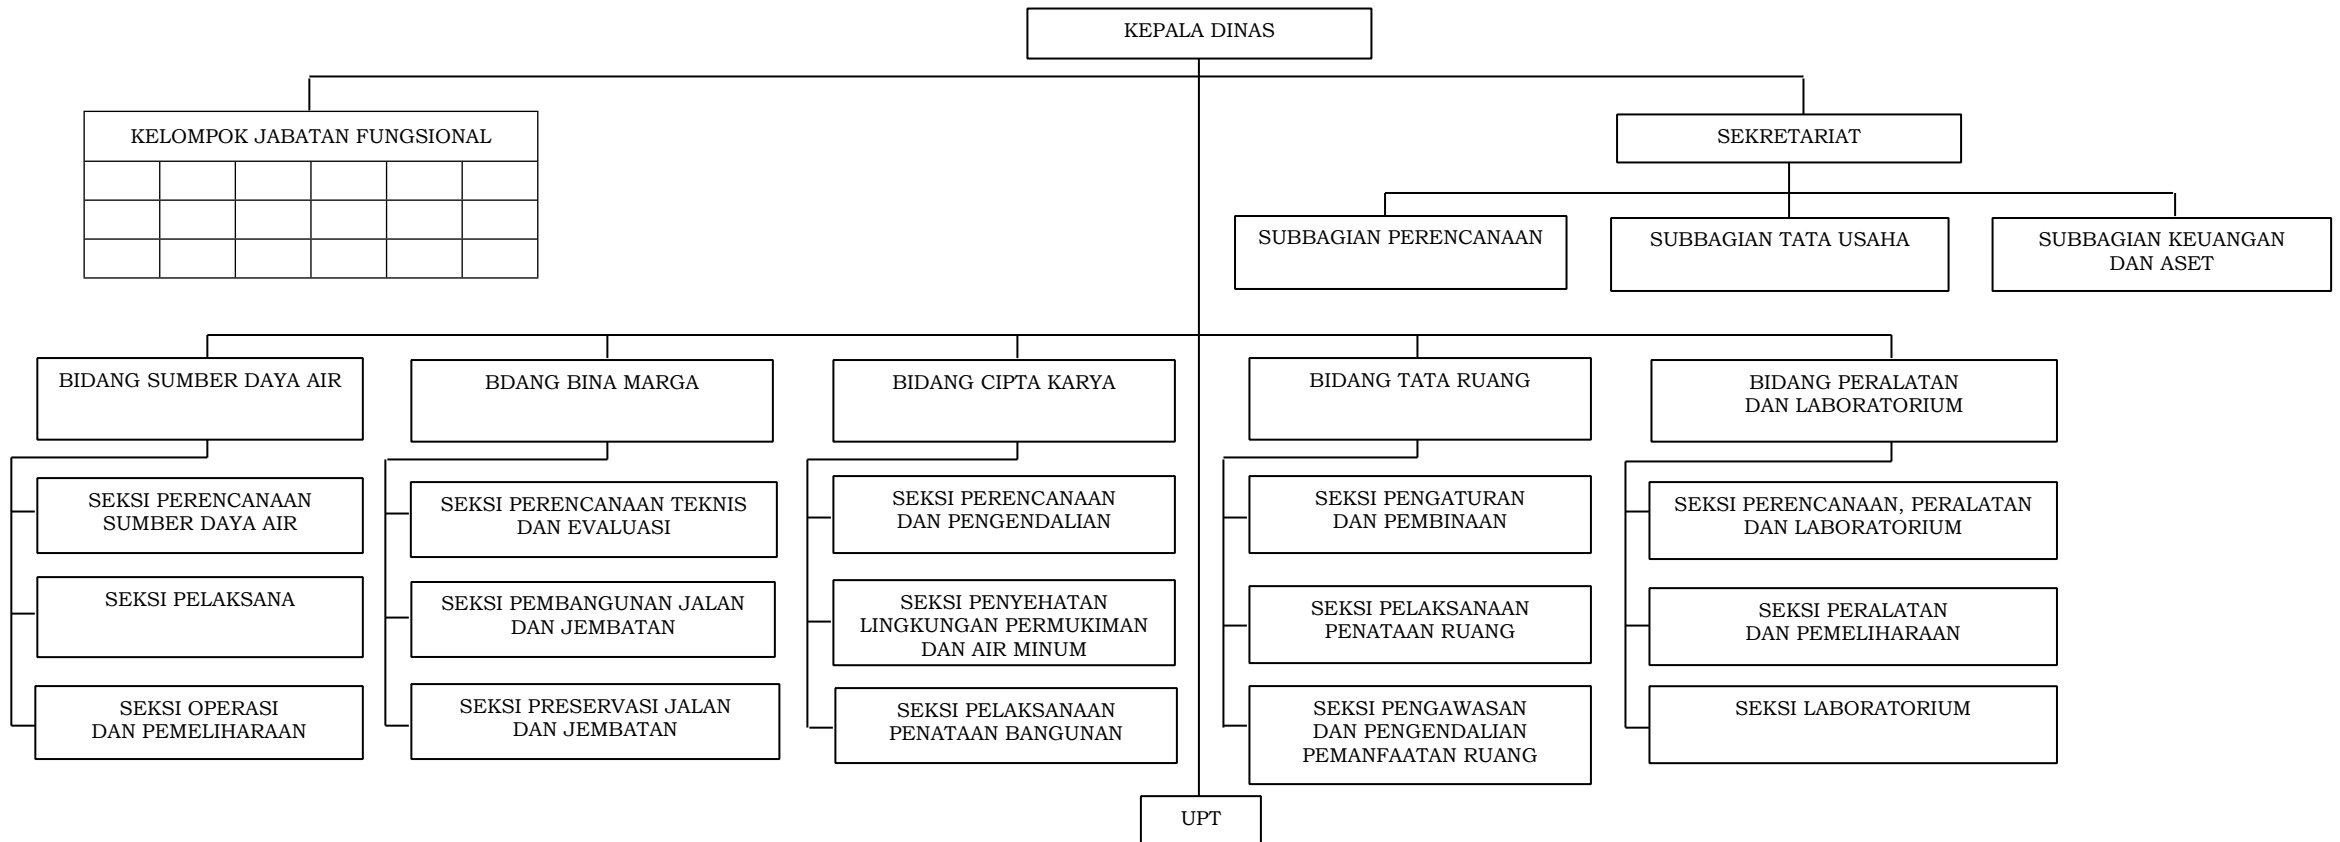 KEPALA DINAS
KELOMPOK JABATAN FUNGSIONAL
SEKRETARIAT
SUBBAGIAN PERENCANAAN
SUBBAGIAN TATA USAHA
SUBBAGIAN KEUANGAN
DAN ASET
BIDANG SUMBER DAYA AIR
SEKSI PERENCANAAN
SUMBER DAYA AIR
SEKSI PELAKSANA
SEKSI OPERASI
DAN PEMELIHARAAN
BDANG BINA MARGA
SEKSI PERENCANAAN TEKNIS
DAN EVALUASI
SEKSI PEMBANGUNAN JALAN
DAN JEMBATAN
SEKSI PRESERVASI JALAN
DAN JEMBATAN
BIDANG CIPTA KARYA
SEKSI PERENCANAAN
DAN PENGENDALIAN
SEKSI PENYEHATAN
LINGKUNGAN PERMUKIMAN
DAN AIR MINUM
SEKSI PELAKSANAAN
PENATAAN BANGUNAN
BIDANG TATA RUANG
SEKSI PENGATURAN
DAN PEMBINAAN
SEKSI PELAKSANAAN
PENATAAN RUANG
SEKSI PENGAWASAN
DAN PENGENDALIAN
PEMANFAATAN RUANG
BIDANG PERALATAN
DAN LABORATORIUM
SEKSI PERENCANAAN, PERALATAN
DAN LABORATORIUM
SEKSI PERALATAN
DAN PEMELIHARAAN
SEKSI LABORATORIUM
UPT